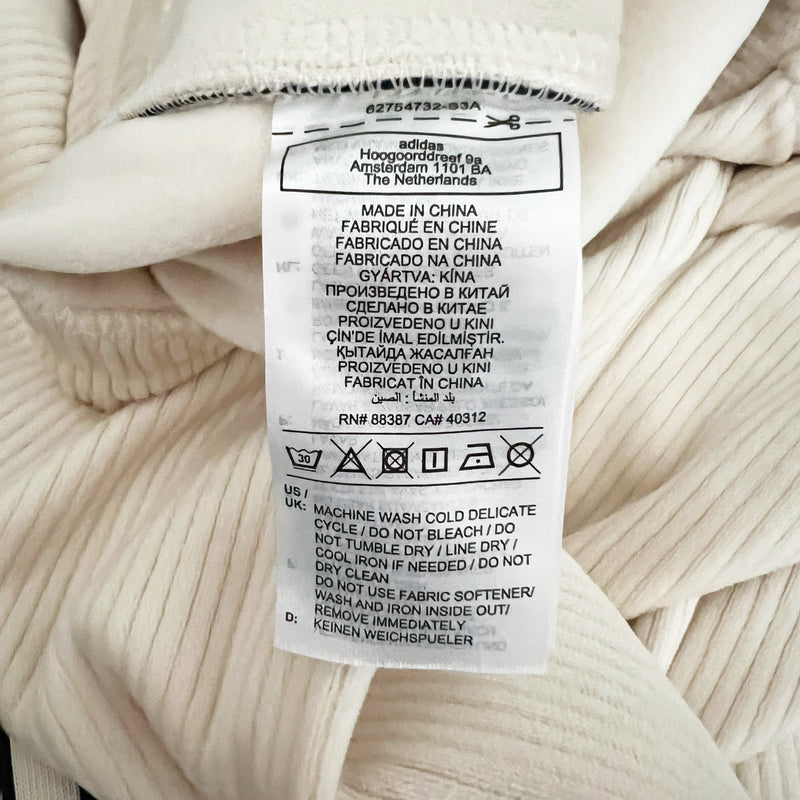 62754732-S3A
adidas
Hoogoorddreef 9a
Amsterdam 1101 BA
The Netherlands
MADE IN CHINA
FABRIQUÉ EN CHINE
FABRICADO EN CHINA
FABRICADO NA CHINA
GYÁRTVA: KÍNA
ПРОИЗВЕДЕНО В КИТАЙ
СДЕЛАНО В КИТАЕ
PROIZVEDENO U KINI
ÇİN'DE İMAL EDİLMİŞTİR.
ҚЫТАЙДА ЖАСАЛҒАН
PROIZVEDENO U KINI
FABRICAT ÎN CHINA
بلد المنشأ : الصين
RN# 88387 CA# 40312
30
US /
UK: MACHINE WASH COLD DELICATE
CYCLE / DO NOT BLEACH / DO
NOT TUMBLE DRY / LINE DRY /
COOL IRON IF NEEDED / DO NOT
DRY CLEAN
DO NOT USE FABRIC SOFTENER/
WASH AND IRON INSIDE OUT/
REMOVE IMMEDIATELY
D: KEINEN WEICHSPUELER